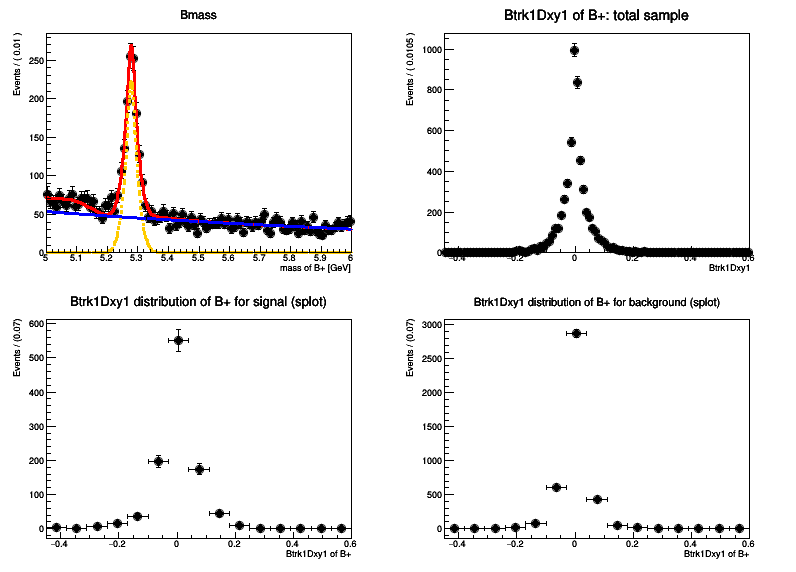 Bmass
Events / ( 0.01 )
250
200
150
100
50
0
5 5.1 5.2 5.3 5.4 5.5 5.6 5.7 5.8 5.9 6
mass of B+ [GeV]
Btrk1Dxy1 of B+: total sample
Events / ( 0.0105 )
1000
800
600
400
200
0
−0.4 −0.2 0 0.2 0.4 0.6
Btrk1Dxy1
Btrk1Dxy1 distribution of B+ for signal (splot)
Events / (0.07)
600
500
400
300
200
100
0
−0.4 −0.2 0 0.2 0.4 0.6
Btrk1Dxy1 of B+
Btrk1Dxy1 distribution of B+ for background (splot)
Events / (0.07)
3000
2500
2000
1500
1000
500
0
−0.4 −0.2 0 0.2 0.4 0.6
Btrk1Dxy1 of B+